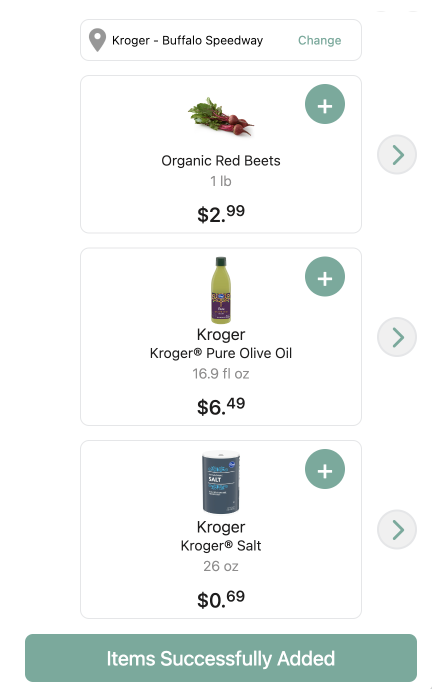 Kroger - Buffalo Speedway Change
Organic Red Beets
1 lb
$2.99
Kroger
Kroger® Pure Olive Oil
16.9 fl oz
$6.49
SALT
Kroger
Kroger® Salt
26 oz
$0.69
Items Successfully Added